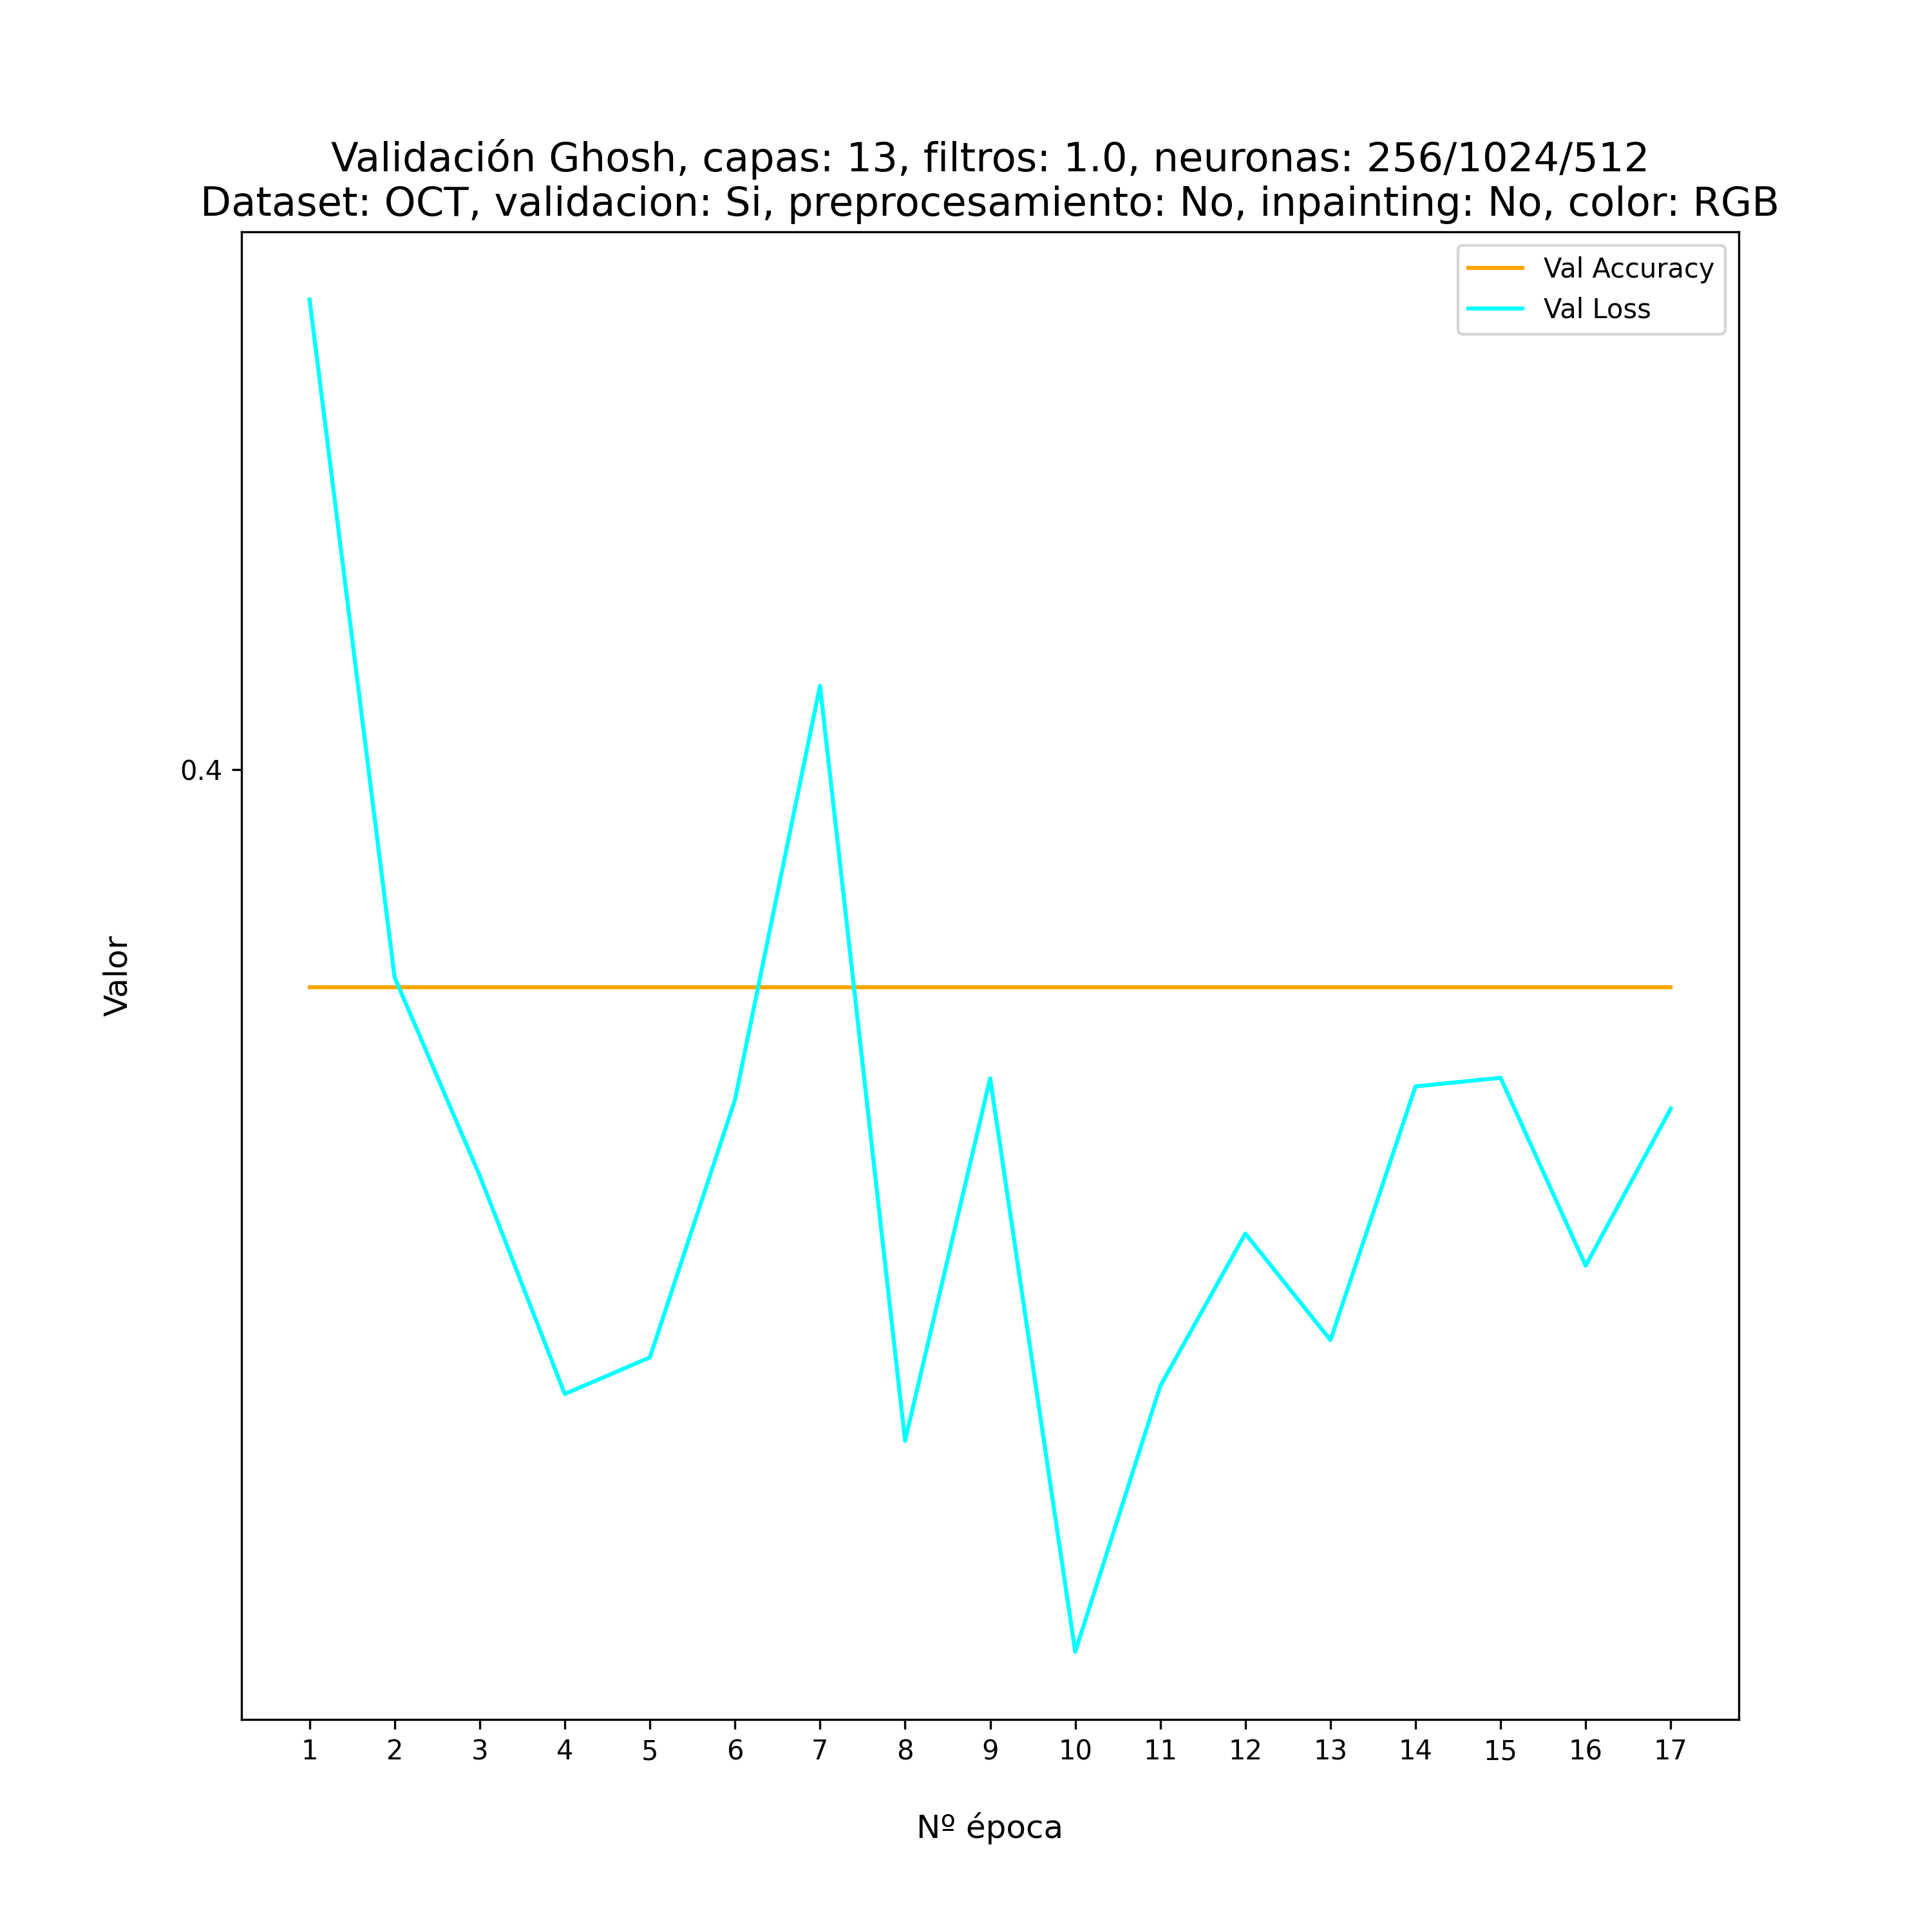 Validación Ghosh, capas: 13, filtros: 1.0, neuronas: 256/1024/512
Dataset: OCT, validacion: Si, preprocesamiento: No, inpainting: No, color: RGB
Val Accuracy
Val Loss
0.4
Valor
1 2 3 4 5 6 7 8 9 10 11 12 13 14 15 16 17
Nº época